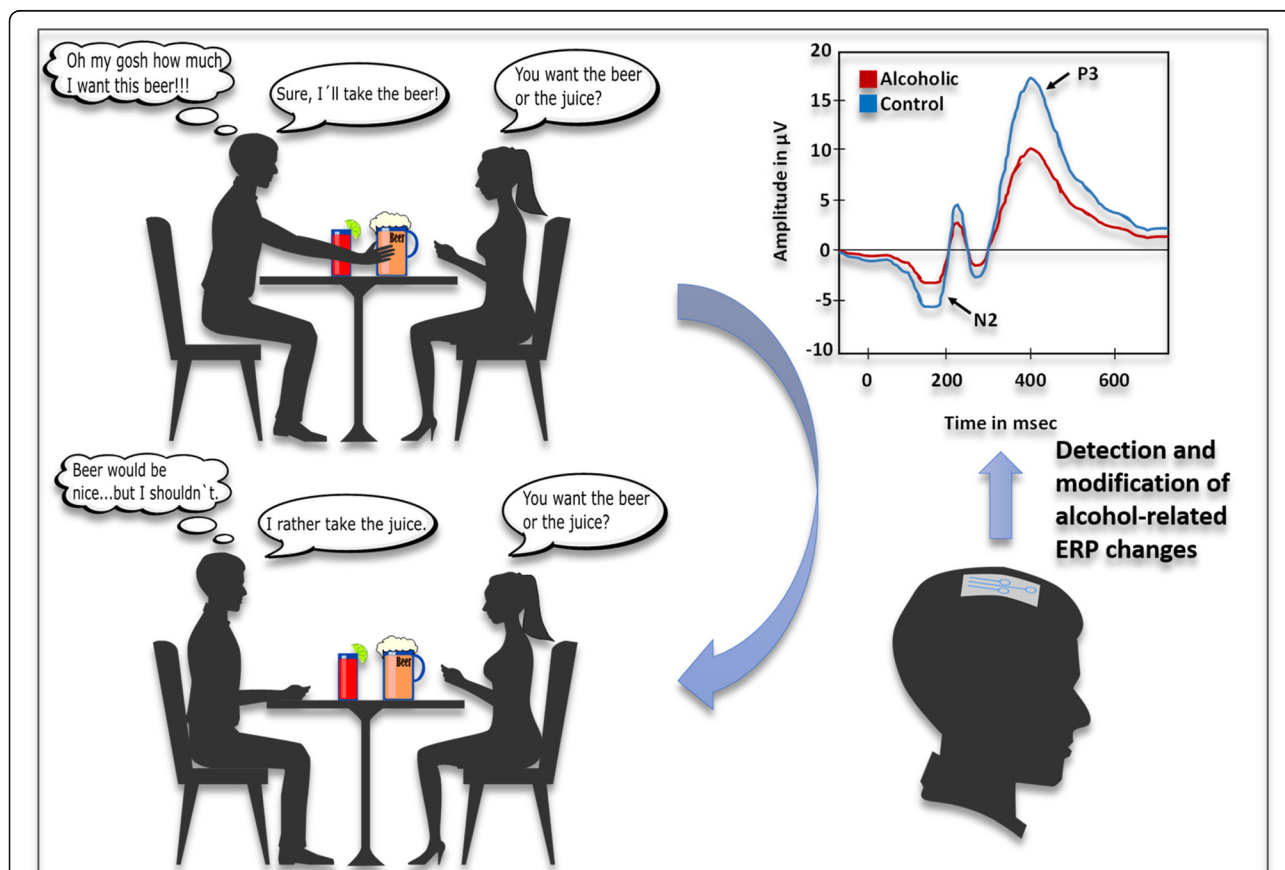 Oh my gosh how much
I want this beer!!!
Sure, I´ll take the beer!
You want the beer
or the juice?
Beer
Beer would be
nice...but I shouldn`t.
I rather take the juice.
You want the beer
or the juice?
Beer
Alcoholic
Control
P3
N2
Amplitude in µV
20
15
10
5
0
-5
-10
0
200
400
600
Time in msec
Detection and
modification of
alcohol-related
ERP changes